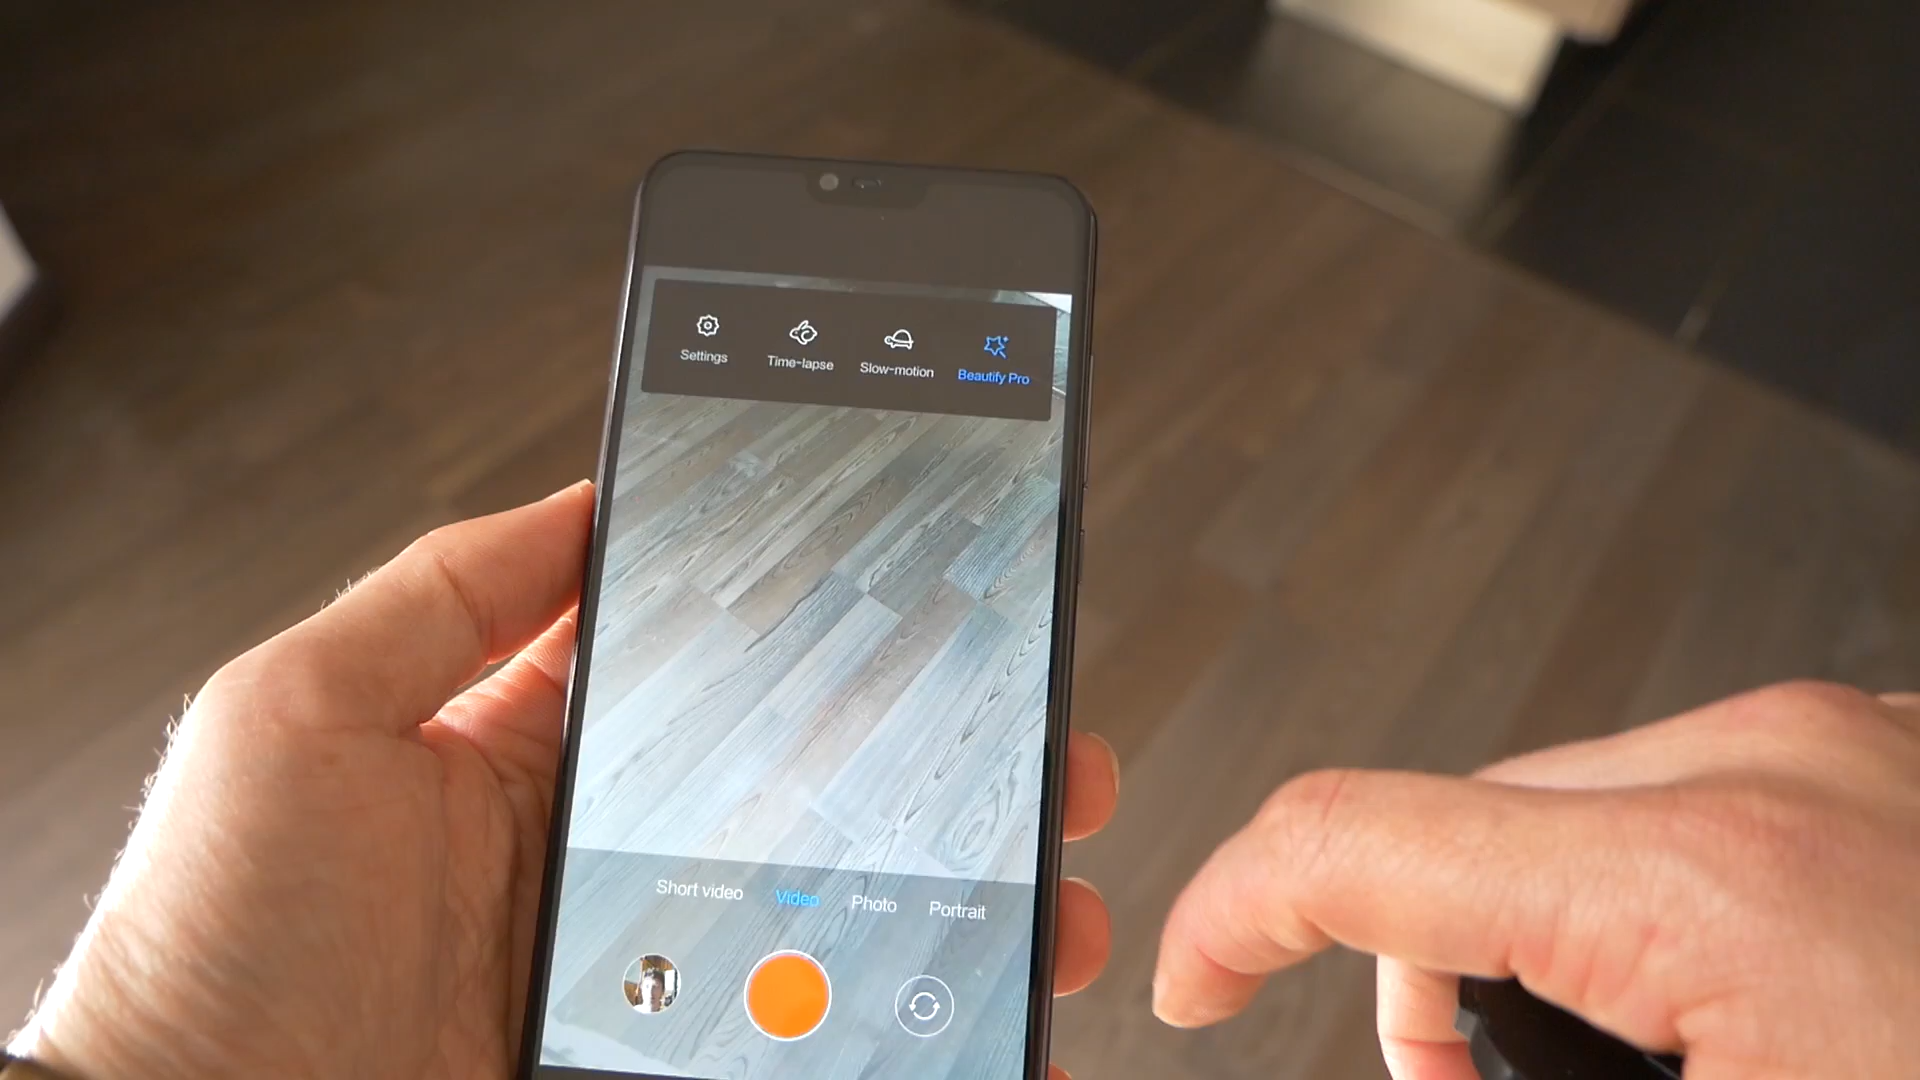 Settings
Time-lapse
Slow-motion
Beautify Pro
Short video
Video
Photo
Portrait